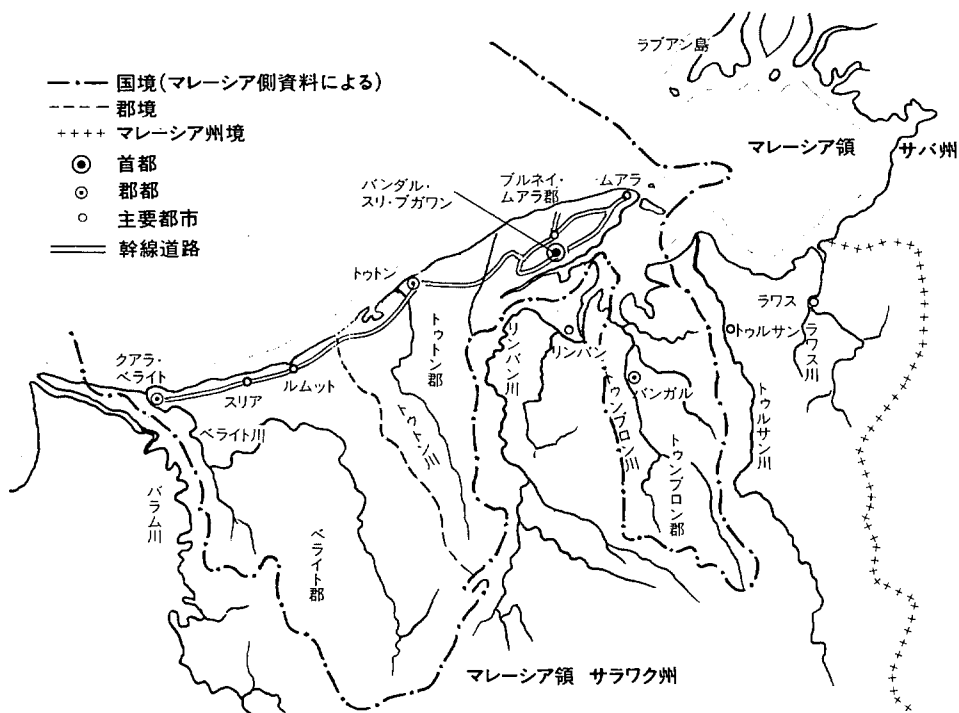 国境(マレーシア側資料による)
郡境
マレーシア州境
首都
郡都
主要都市
幹線道路
ラブアン島
マレーシア領
サバ州
バンダル・
スリ・ブガワン
ブルネイ・
ムアラ郡
ムアラ
トゥトン
クアラ・
ベライト
スリア
ルムット
ベライト川
バラム川
ベライト郡
トゥトン郡
トゥトン川
リンバン川
リンバン
バンガル
トゥンブロン川
トゥンブロン郡
トゥルサン
トゥルサン川
ラワス
ラワス川
マレーシア領 サラワク州